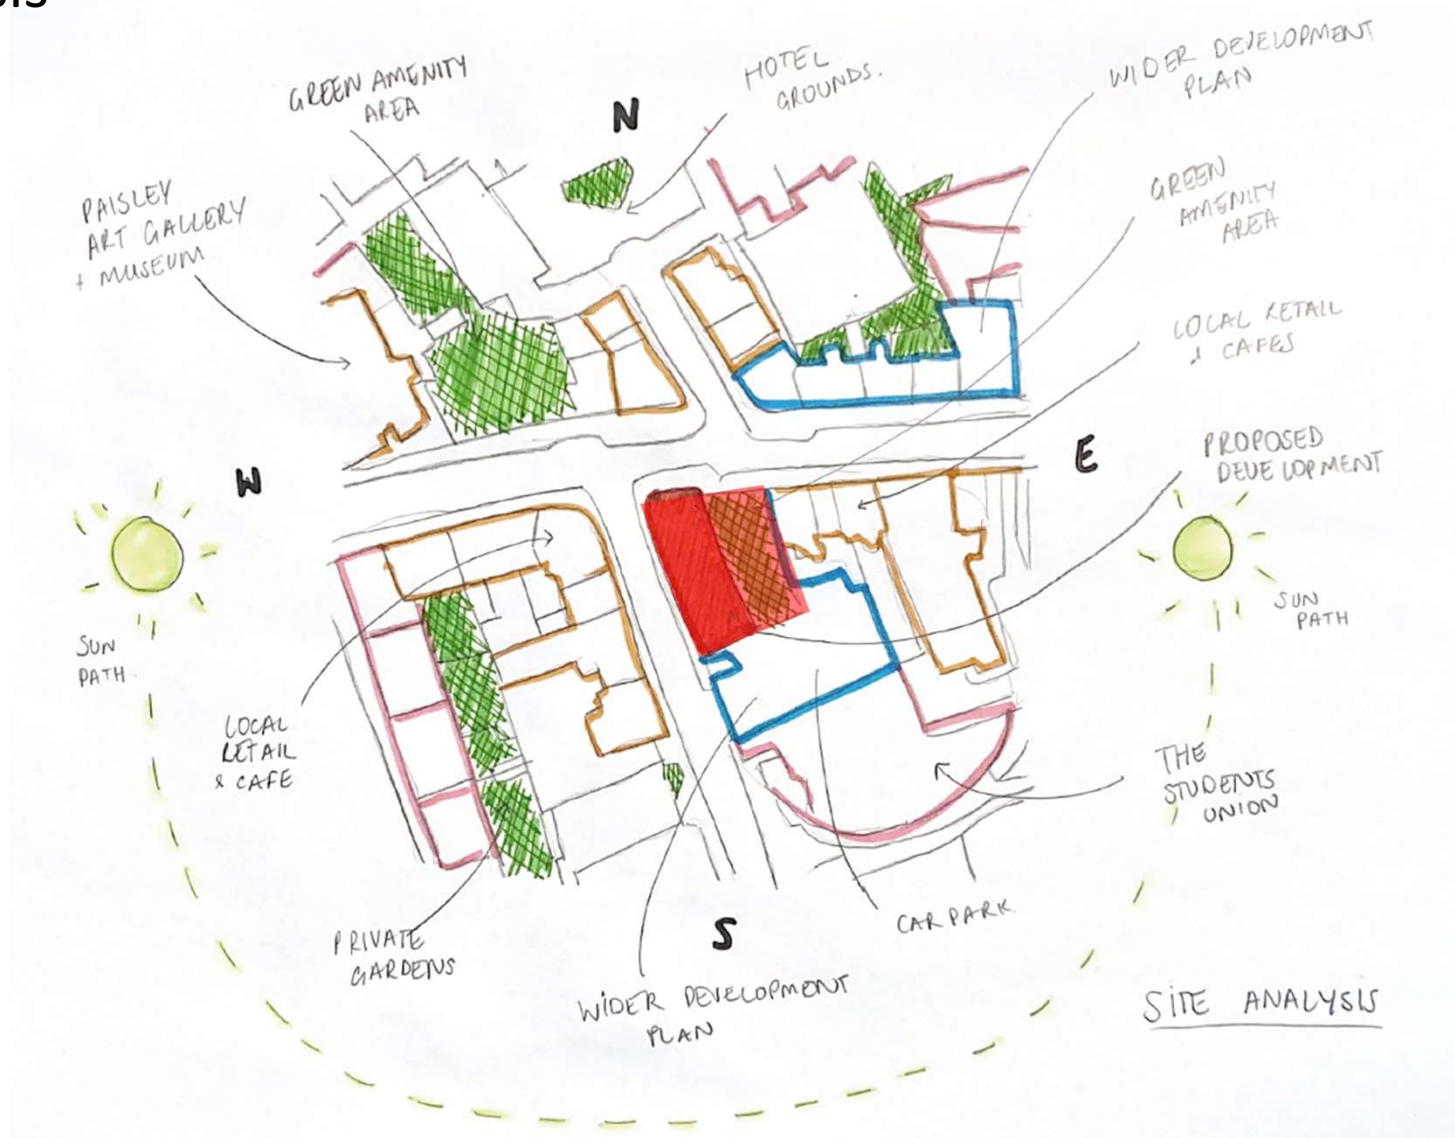 GREEN AMENITY
AREA
N
HOTEL
GROUNDS.
WIDER DEVELOPMENT
PLAN
PAISLEY
ART GALLERY
+ MUSEUM
GREEN
AMENITY
AREA
LOCAL RETAIL
& CAFES
W
E
PROPOSED
DEVELOPMENT
SUN
PATH.
SUN
PATH
LOCAL
RETAIL
& CAFE
THE
STUDENTS
UNION
PRIVATE
GARDENS
S
CAR PARK
WIDER DEVELOPMENT
PLAN
SITE ANALYSIS